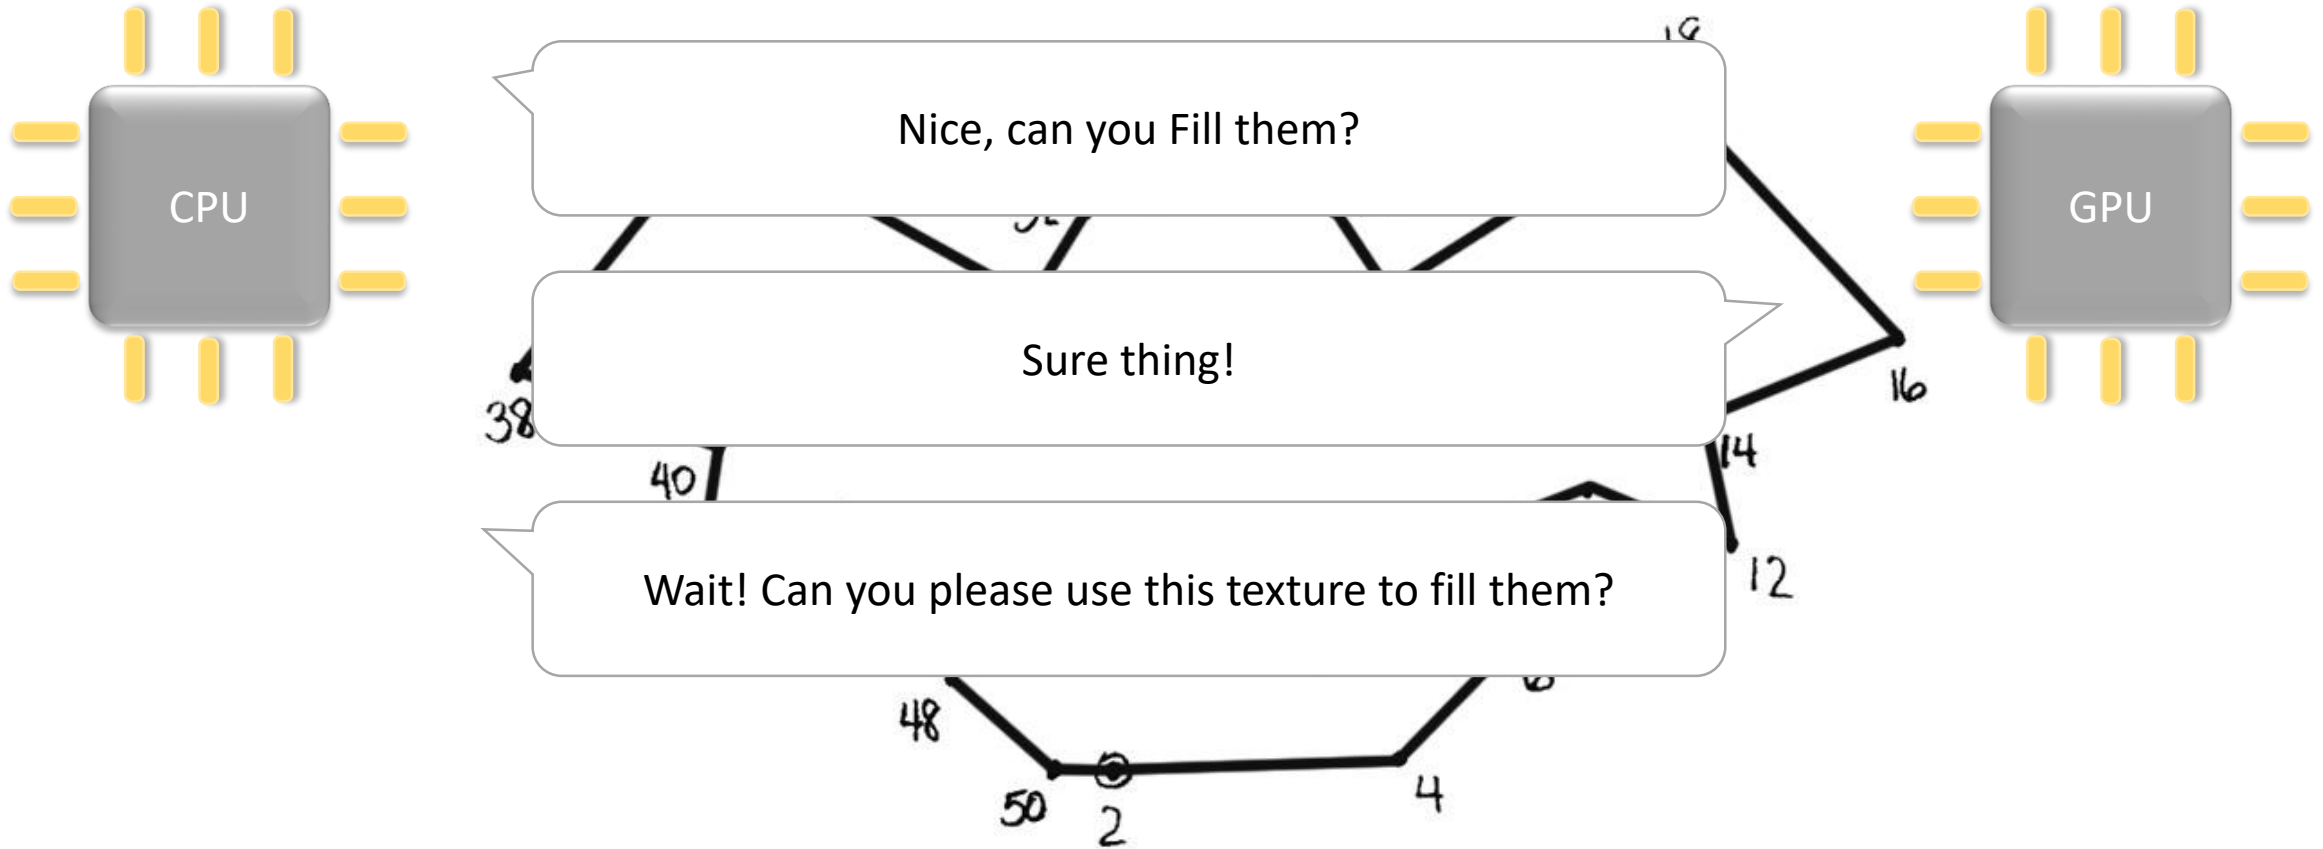 CPU
Nice, can you Fill them?
GPU
Sure thing!
38
16
40
14
Wait! Can you please use this texture to fill them?
12
48
4
50
2